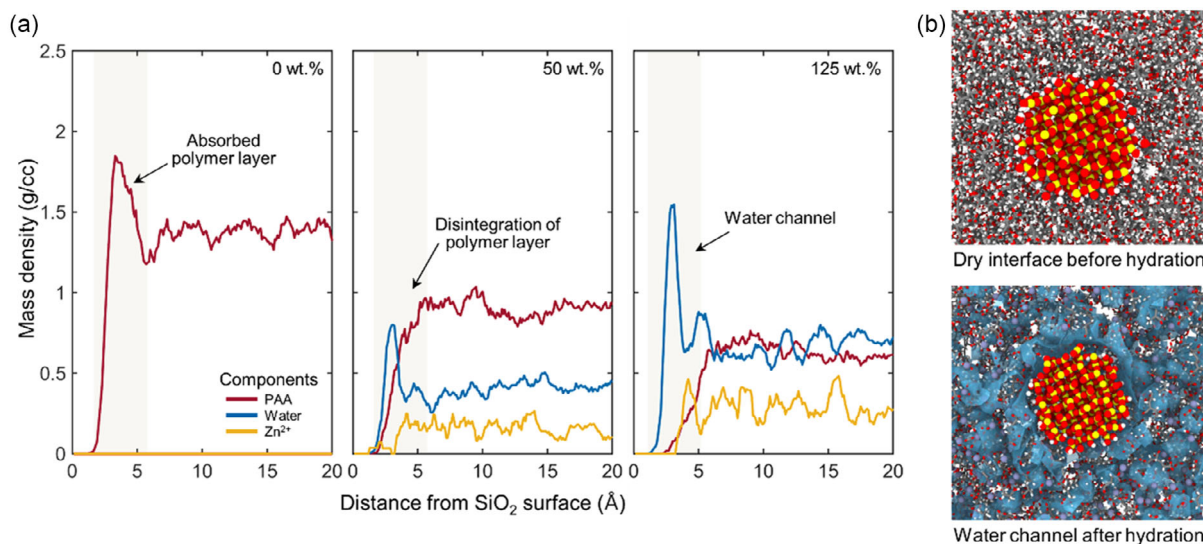 (a)
(b)
2.5
2
1.5
1
0.5
0
Mass density (g/cc)
0 wt.%
Absorbed
polymer layer
Components
PAA
Water
Zn²⁺
0 5 10 15 20
50 wt.%
Disintegration of
polymer layer
0 5 10 15 20
125 wt.%
Water channel
0 5 10 15 20
Distance from SiO₂ surface (Å)
Dry interface before hydration
Water channel after hydration